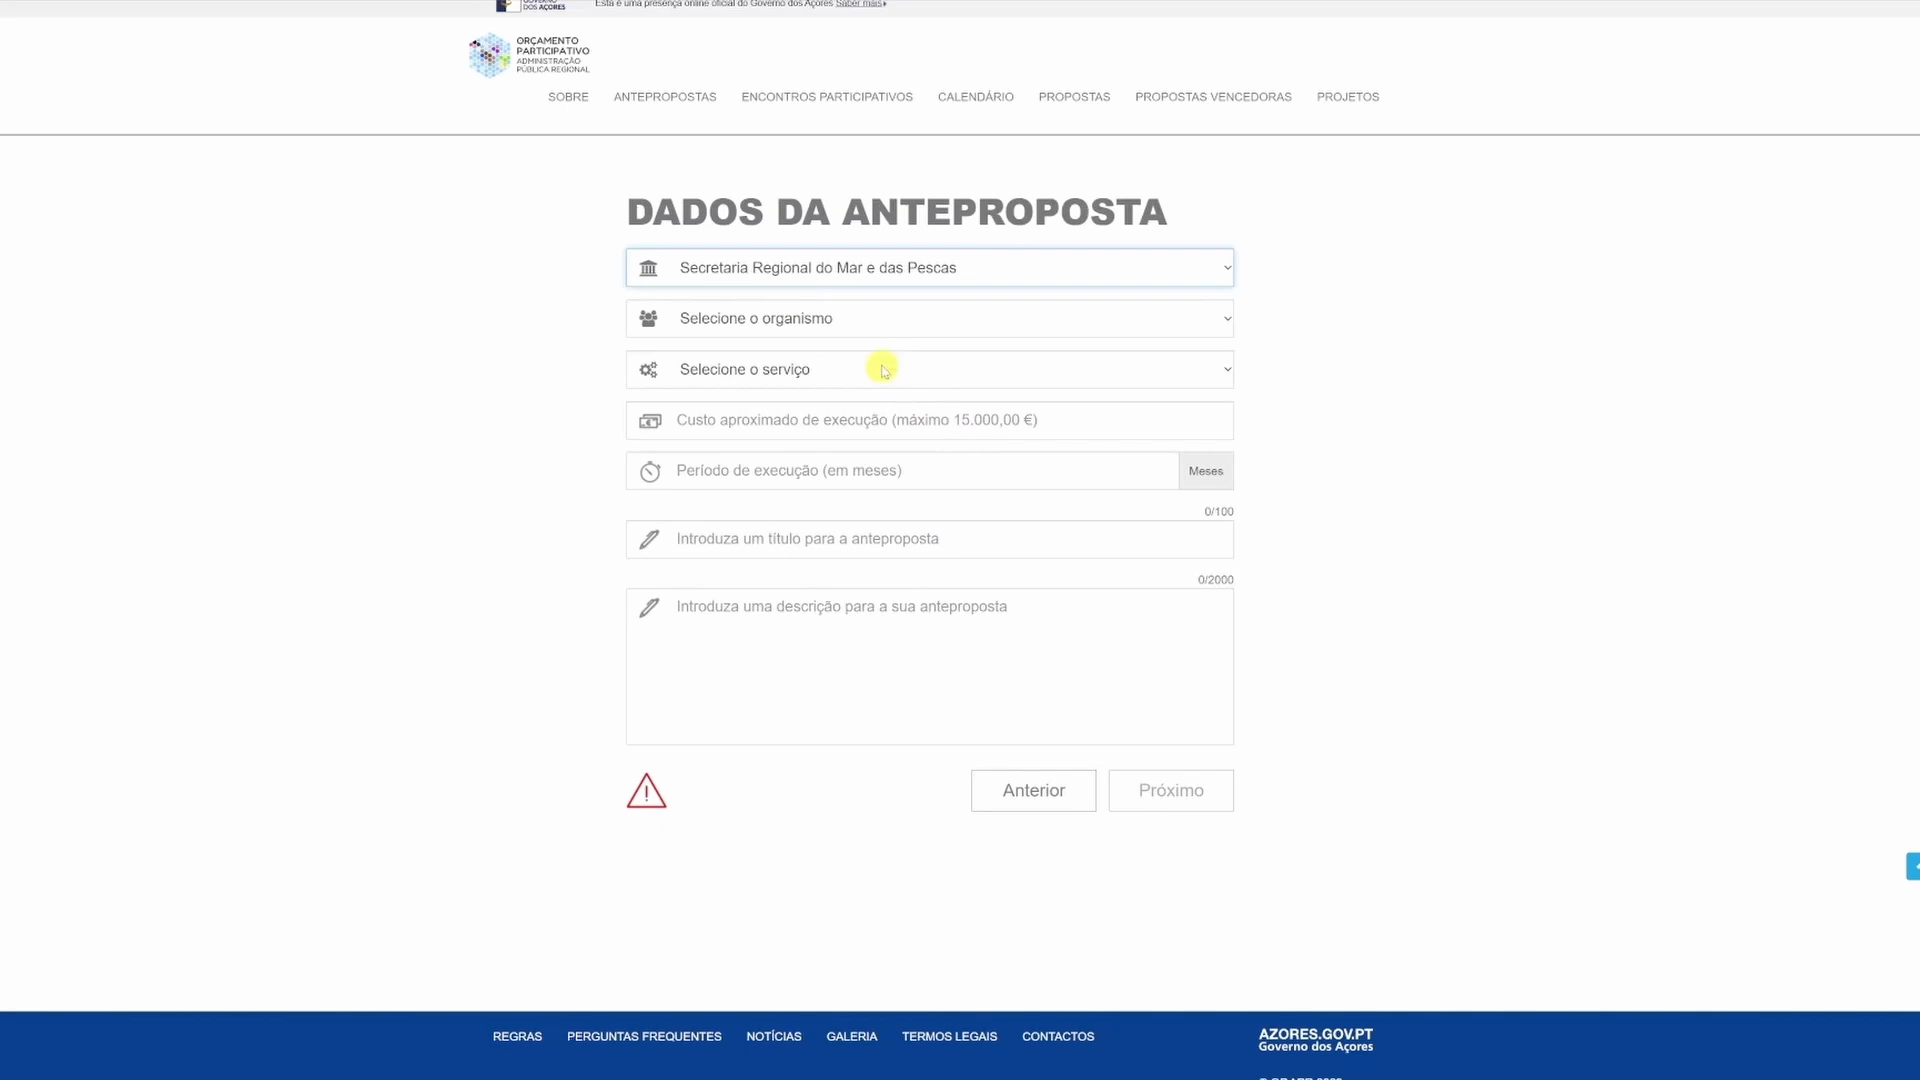 GOVERNO
DOS AÇORES
Esta é uma presença online oficial do Governo dos Açores Saber mais
ORÇAMENTO
PARTICIPATIVO
ADMINISTRAÇÃO
PÚBLICA REGIONAL
SOBRE ANTEPROPOSTAS ENCONTROS PARTICIPATIVOS CALENDÁRIO PROPOSTAS PROPOSTAS VENCEDORAS PROJETOS
DADOS DA ANTEPROPOSTA
Secretaria Regional do Mar e das Pescas
Selecione o organismo
Selecione o serviço
Custo aproximado de execução (máximo 15.000,00 €)
Período de execução (em meses) Meses
0/100
Introduza um título para a anteproposta
0/2000
Introduza uma descrição para a sua anteproposta
Anterior Próximo
REGRAS PERGUNTAS FREQUENTES NOTÍCIAS GALERIA TERMOS LEGAIS CONTACTOS
AZORES.GOV.PT
Governo dos Açores